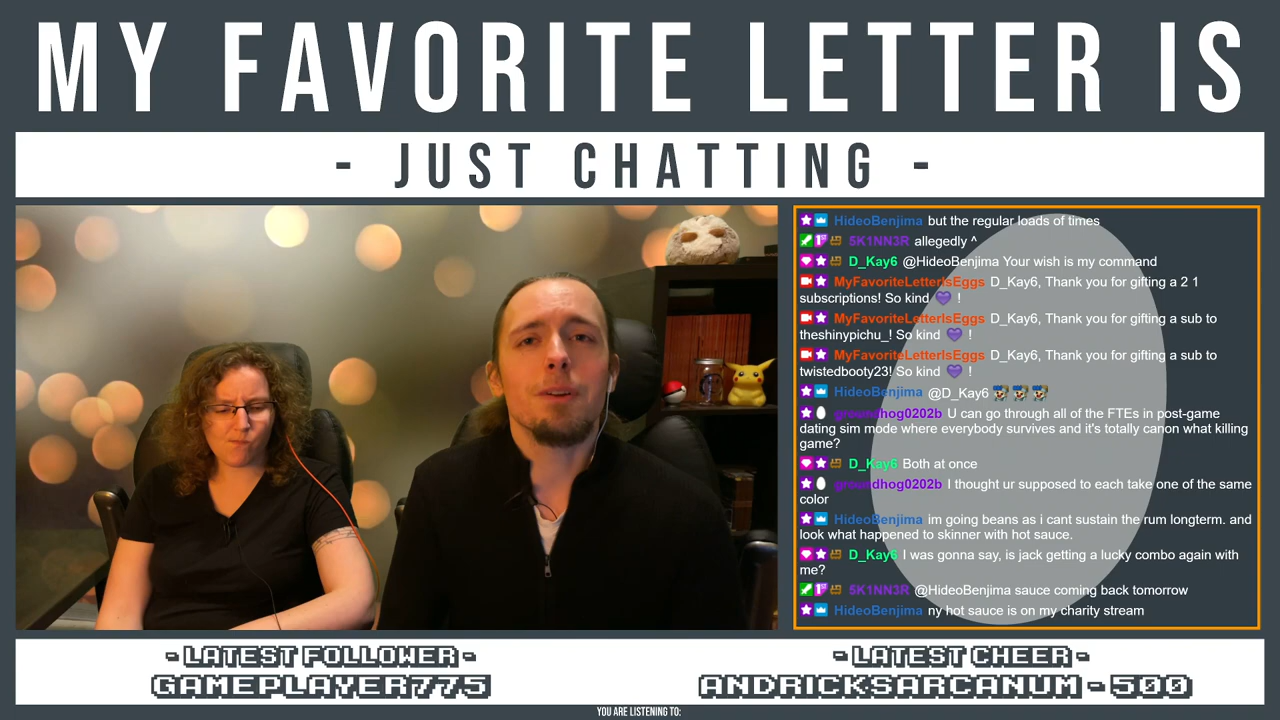 MY FAVORITE LETTER IS
- JUST CHATTING -
HideoBenjima but the regular loads of times
5K1NN3R allegedly ^
D_Kay6 @HideoBenjima Your wish is my command
MyFavoriteLetterIsEggs D_Kay6, Thank you for gifting a 2 1
subscriptions! So kind 💜 !
MyFavoriteLetterIsEggs D_Kay6, Thank you for gifting a sub to
theshinypichu_! So kind 💜 !
MyFavoriteLetterIsEggs D_Kay6, Thank you for gifting a sub to
twistedbooty23! So kind 💜 !
HideoBenjima @D_Kay6
groundhog0202b U can go through all of the FTEs in post-game
dating sim mode where everybody survives and it's totally canon what killing
game?
D_Kay6 Both at once
groundhog0202b I thought ur supposed to each take one of the same
color
HideoBenjima im going beans as i cant sustain the rum longterm. and
look what happened to skinner with hot sauce.
D_Kay6 I was gonna say, is jack getting a lucky combo again with
me?
5K1NN3R @HideoBenjima sauce coming back tomorrow
HideoBenjima ny hot sauce is on my charity stream
- LATEST FOLLOWER -
GAMEPLAYER775
- LATEST CHEER -
ANDRICKSARCANUM - 500
YOU ARE LISTENING TO: